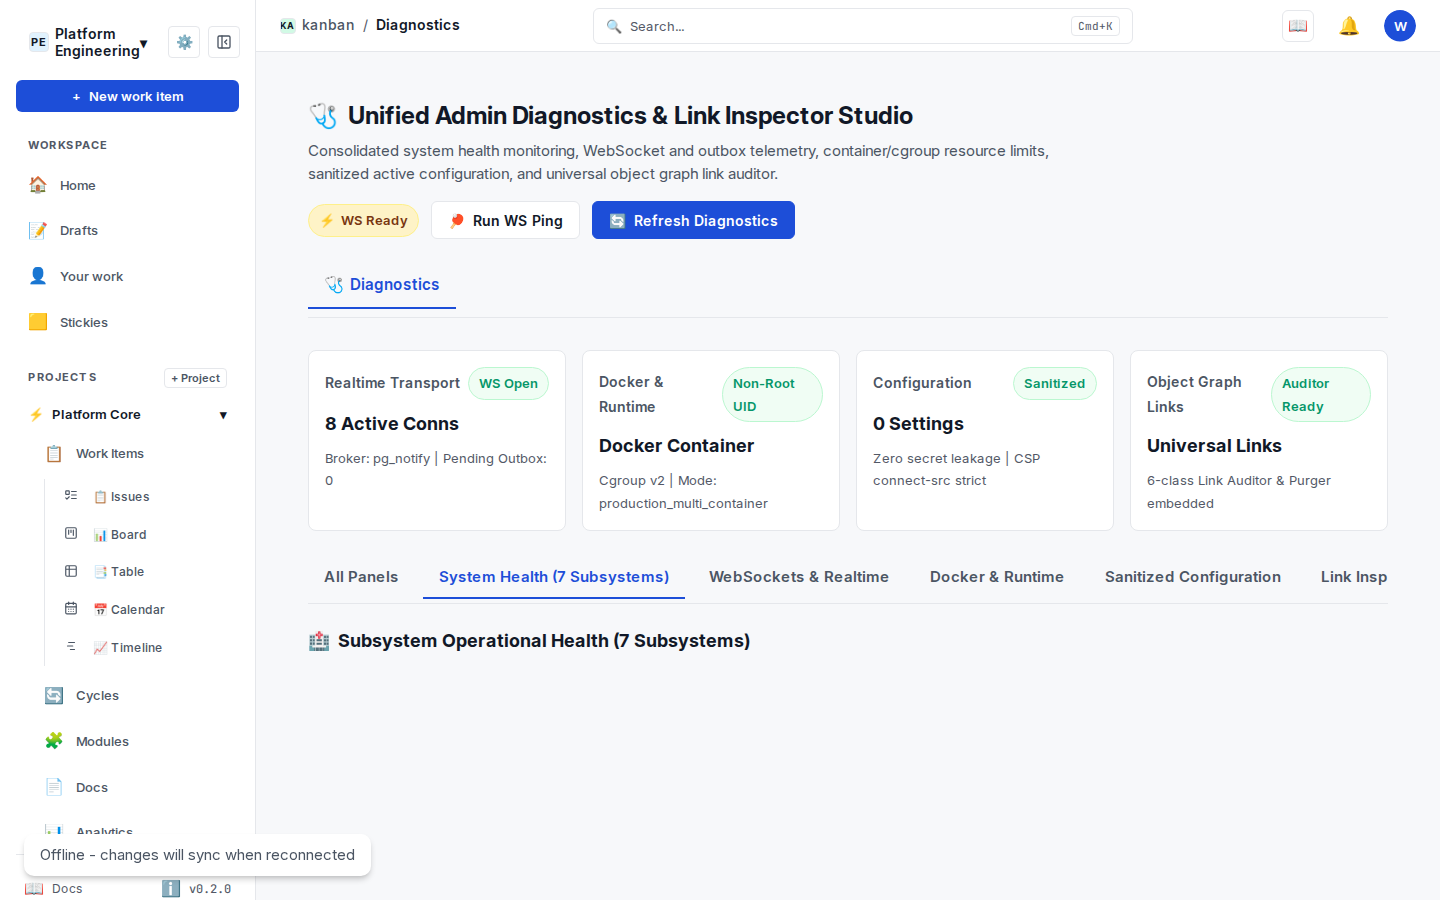 PE
Platform
Engineering ▾
+ New work item
WORKSPACE
Home
Drafts
Your work
Stickies
PROJECTS
+ Project
Platform Core ▾
Work Items
Issues
Board
Table
Calendar
Timeline
Cycles
Modules
Docs
Analytics
Offline - changes will sync when reconnected
Docs
v0.2.0
KA kanban / Diagnostics
Search...
Cmd+K
W
Unified Admin Diagnostics & Link Inspector Studio
Consolidated system health monitoring, WebSocket and outbox telemetry, container/cgroup resource limits,
sanitized active configuration, and universal object graph link auditor.
WS Ready
Run WS Ping
Refresh Diagnostics
Diagnostics
Realtime Transport
WS Open
8 Active Conns
Broker: pg_notify | Pending Outbox:
0
Docker &
Runtime
Non-Root
UID
Docker Container
Cgroup v2 | Mode:
production_multi_container
Configuration
Sanitized
0 Settings
Zero secret leakage | CSP
connect-src strict
Object Graph
Links
Auditor
Ready
Universal Links
6-class Link Auditor & Purger
embedded
All Panels
System Health (7 Subsystems)
WebSockets & Realtime
Docker & Runtime
Sanitized Configuration
Link Insp
Subsystem Operational Health (7 Subsystems)